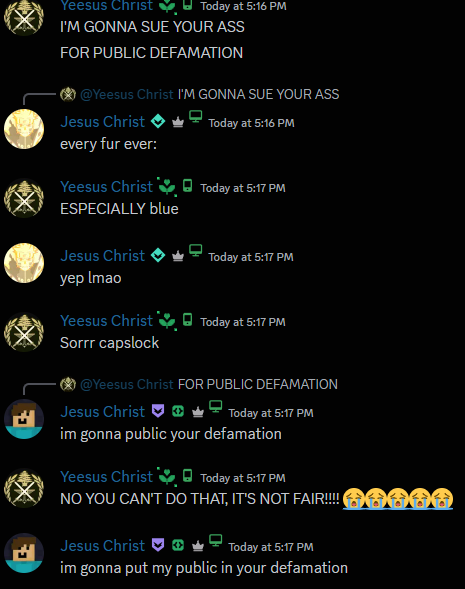 Yeesus Christ Today at 5:16 PM
I'M GONNA SUE YOUR ASS
FOR PUBLIC DEFAMATION
@Yeesus Christ I'M GONNA SUE YOUR ASS
Jesus Christ Today at 5:16 PM
every fur ever:
Yeesus Christ Today at 5:17 PM
ESPECIALLY blue
Jesus Christ Today at 5:17 PM
yep lmao
Yeesus Christ Today at 5:17 PM
Sorrr capslock
@Yeesus Christ FOR PUBLIC DEFAMATION
Jesus Christ Today at 5:17 PM
im gonna public your defamation
Yeesus Christ Today at 5:17 PM
NO YOU CAN'T DO THAT, IT'S NOT FAIR!!!! 😭😭😭😭😭
Jesus Christ Today at 5:17 PM
im gonna put my public in your defamation